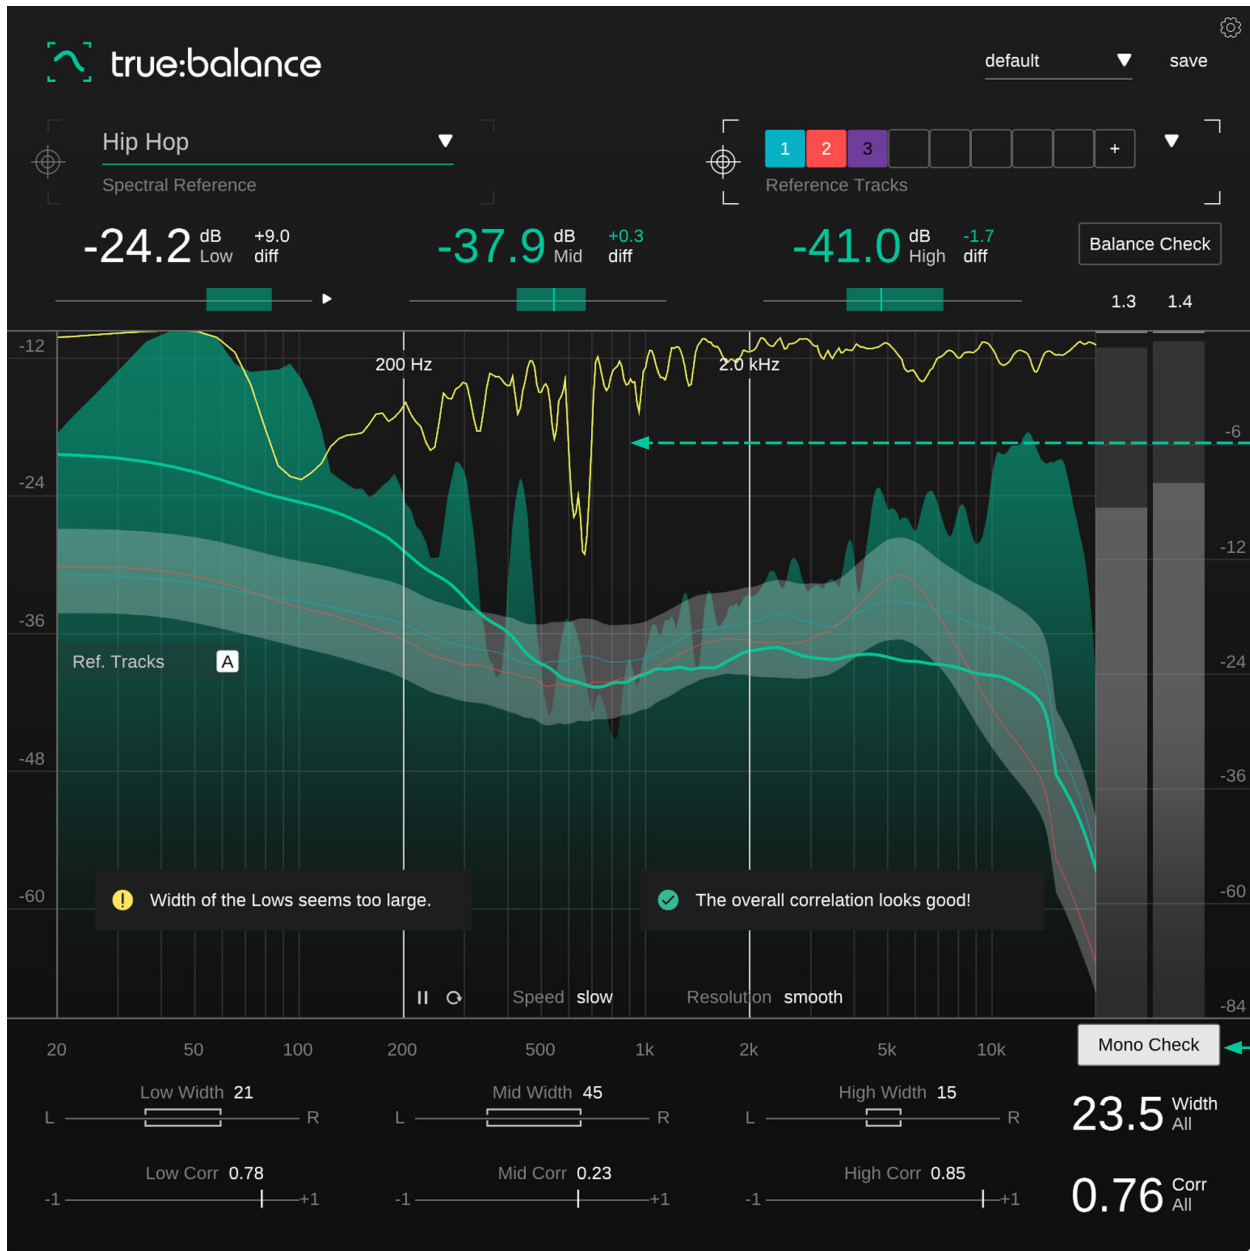 true:balance
default
save
Hip Hop
Spectral Reference
1 2 3 +
Reference Tracks
-24.2 dB Low +9.0 diff
-37.9 dB Mid +0.3 diff
-41.0 dB High -1.7 diff
Balance Check
1.3 1.4
-12
200 Hz
2.0 kHz
-6
-24
-12
-36
Ref. Tracks A
-24
-48
-36
-60
Width of the Lows seems too large.
The overall correlation looks good!
-60
Speed slow
Resolution smooth
-84
20 50 100 200 500 1k 2k 5k 10k
Mono Check
Low Width 21
L R
Mid Width 45
L R
High Width 15
L R
23.5 Width All
Low Corr 0.78
-1 +1
Mid Corr 0.23
-1 +1
High Corr 0.85
-1 +1
0.76 Corr All